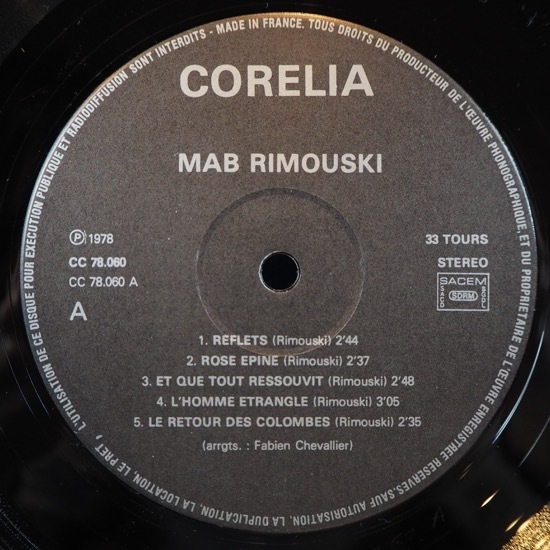 L'UTILISATION DE CE DISQUE POUR EXECUTION PUBLIQUE ET RADIODIFFUSION SONT INTERDITS - MADE IN FRANCE. TOUS DROITS DU PRODUCTEUR DE L'ŒUVRE PHONOGRAPHIQUE, ET DU PROPRIETAIRE DE L'ŒUVRE ENREGISTREE RESERVES. SAUF AUTORISATION, LA DUPLICATION, LA LOCATION, LE PRET,
CORELIA
MAB RIMOUSKI
Ⓟ 1978
CC 78.060
CC 78.060 A
A
33 TOURS
STEREO
SACEM
SACD SDRM SGDL
1. REFLETS (Rimouski) 2'44
2. ROSE EPINE (Rimouski) 2'37
3. ET QUE TOUT RESSOUVIT (Rimouski) 2'48
4. L'HOMME ETRANGLE (Rimouski) 3'05
5. LE RETOUR DES COLOMBES (Rimouski) 2'35
(arrgts. : Fabien Chevallier)